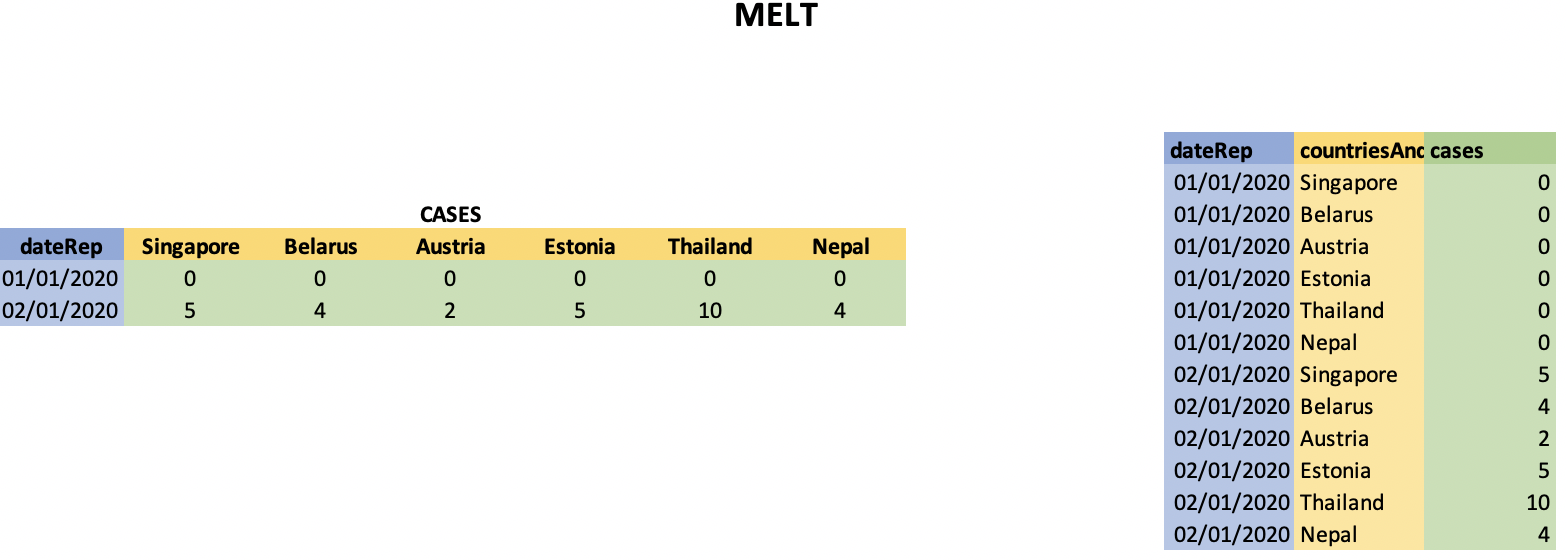 MELT
CASES
dateRep Singapore Belarus Austria Estonia Thailand Nepal
01/01/2020 0 0 0 0 0 0
02/01/2020 5 4 2 5 10 4
dateRep countriesAnd cases
01/01/2020 Singapore 0
01/01/2020 Belarus 0
01/01/2020 Austria 0
01/01/2020 Estonia 0
01/01/2020 Thailand 0
01/01/2020 Nepal 0
02/01/2020 Singapore 5
02/01/2020 Belarus 4
02/01/2020 Austria 2
02/01/2020 Estonia 5
02/01/2020 Thailand 10
02/01/2020 Nepal 4